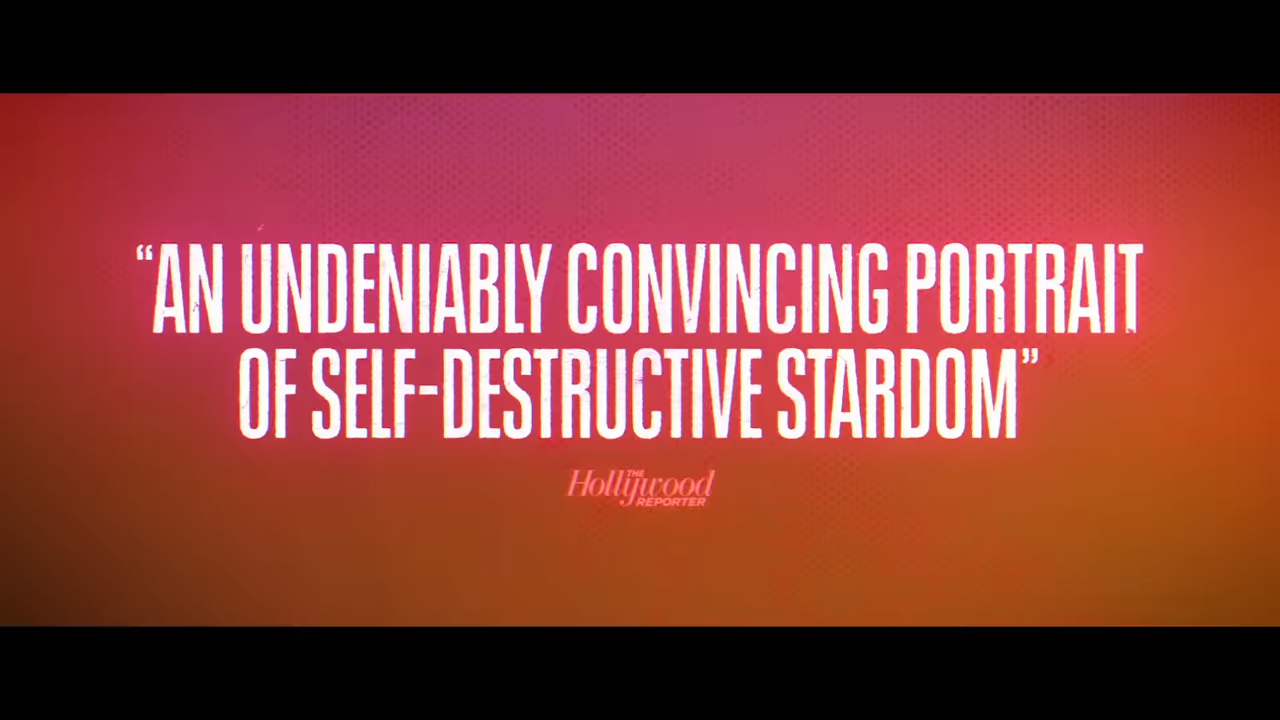 “AN UNDENIABLY CONVINCING PORTRAIT
OF SELF-DESTRUCTIVE STARDOM”
THE
Hollywood
REPORTER